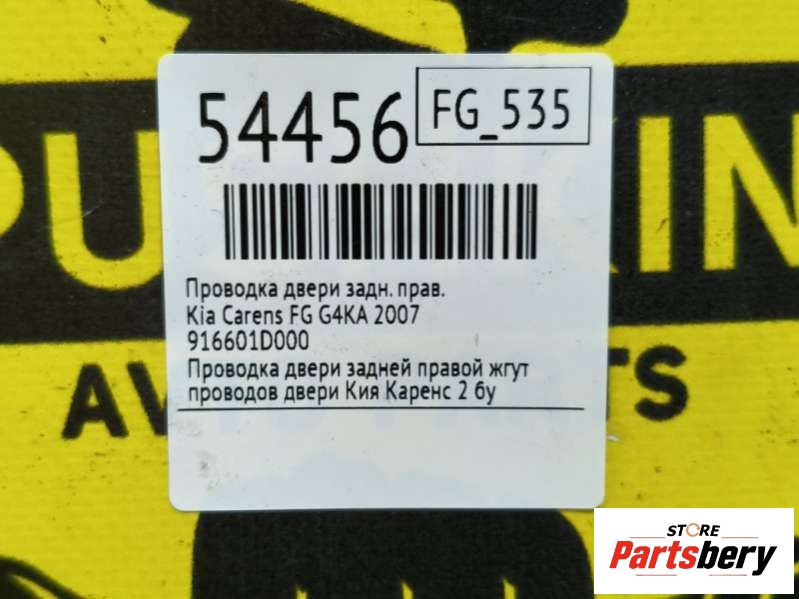 54456
FG_535
Проводка двери задн. прав.
Kia Carens FG G4KA 2007
916601D000
Проводка двери задней правой жгут
проводов двери Кия Каренс 2 бу
STORE
Partsbery